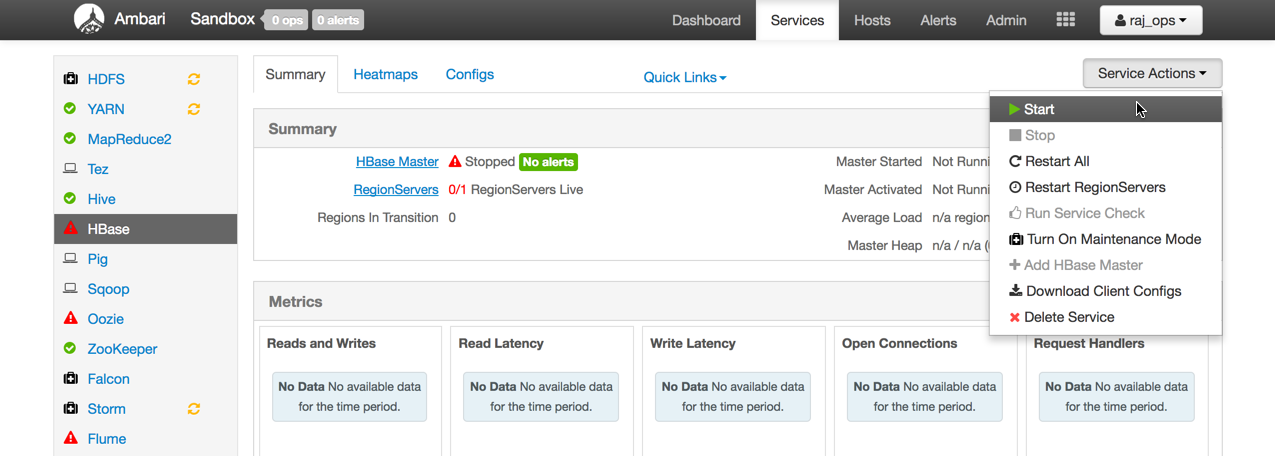 Ambari Sandbox 0 ops 0 alerts Dashboard Services Hosts Alerts Admin raj_ops
HDFS
YARN
MapReduce2
Tez
Hive
HBase
Pig
Sqoop
Oozie
ZooKeeper
Falcon
Storm
Flume
Summary Heatmaps Configs Quick Links Service Actions
Start
Stop
Restart All
Restart RegionServers
Run Service Check
Turn On Maintenance Mode
Add HBase Master
Download Client Configs
Delete Service
Summary
HBase Master Stopped No alerts
RegionServers 0/1 RegionServers Live
Regions In Transition 0
Master Started Not Runni
Master Activated Not Runni
Average Load n/a region
Master Heap n/a / n/a (
Metrics
Reads and Writes
No Data No available data
for the time period.
Read Latency
No Data No available data
for the time period.
Write Latency
No Data No available data
for the time period.
Open Connections
No Data No available data
for the time period.
Request Handlers
No Data No available data
for the time period.